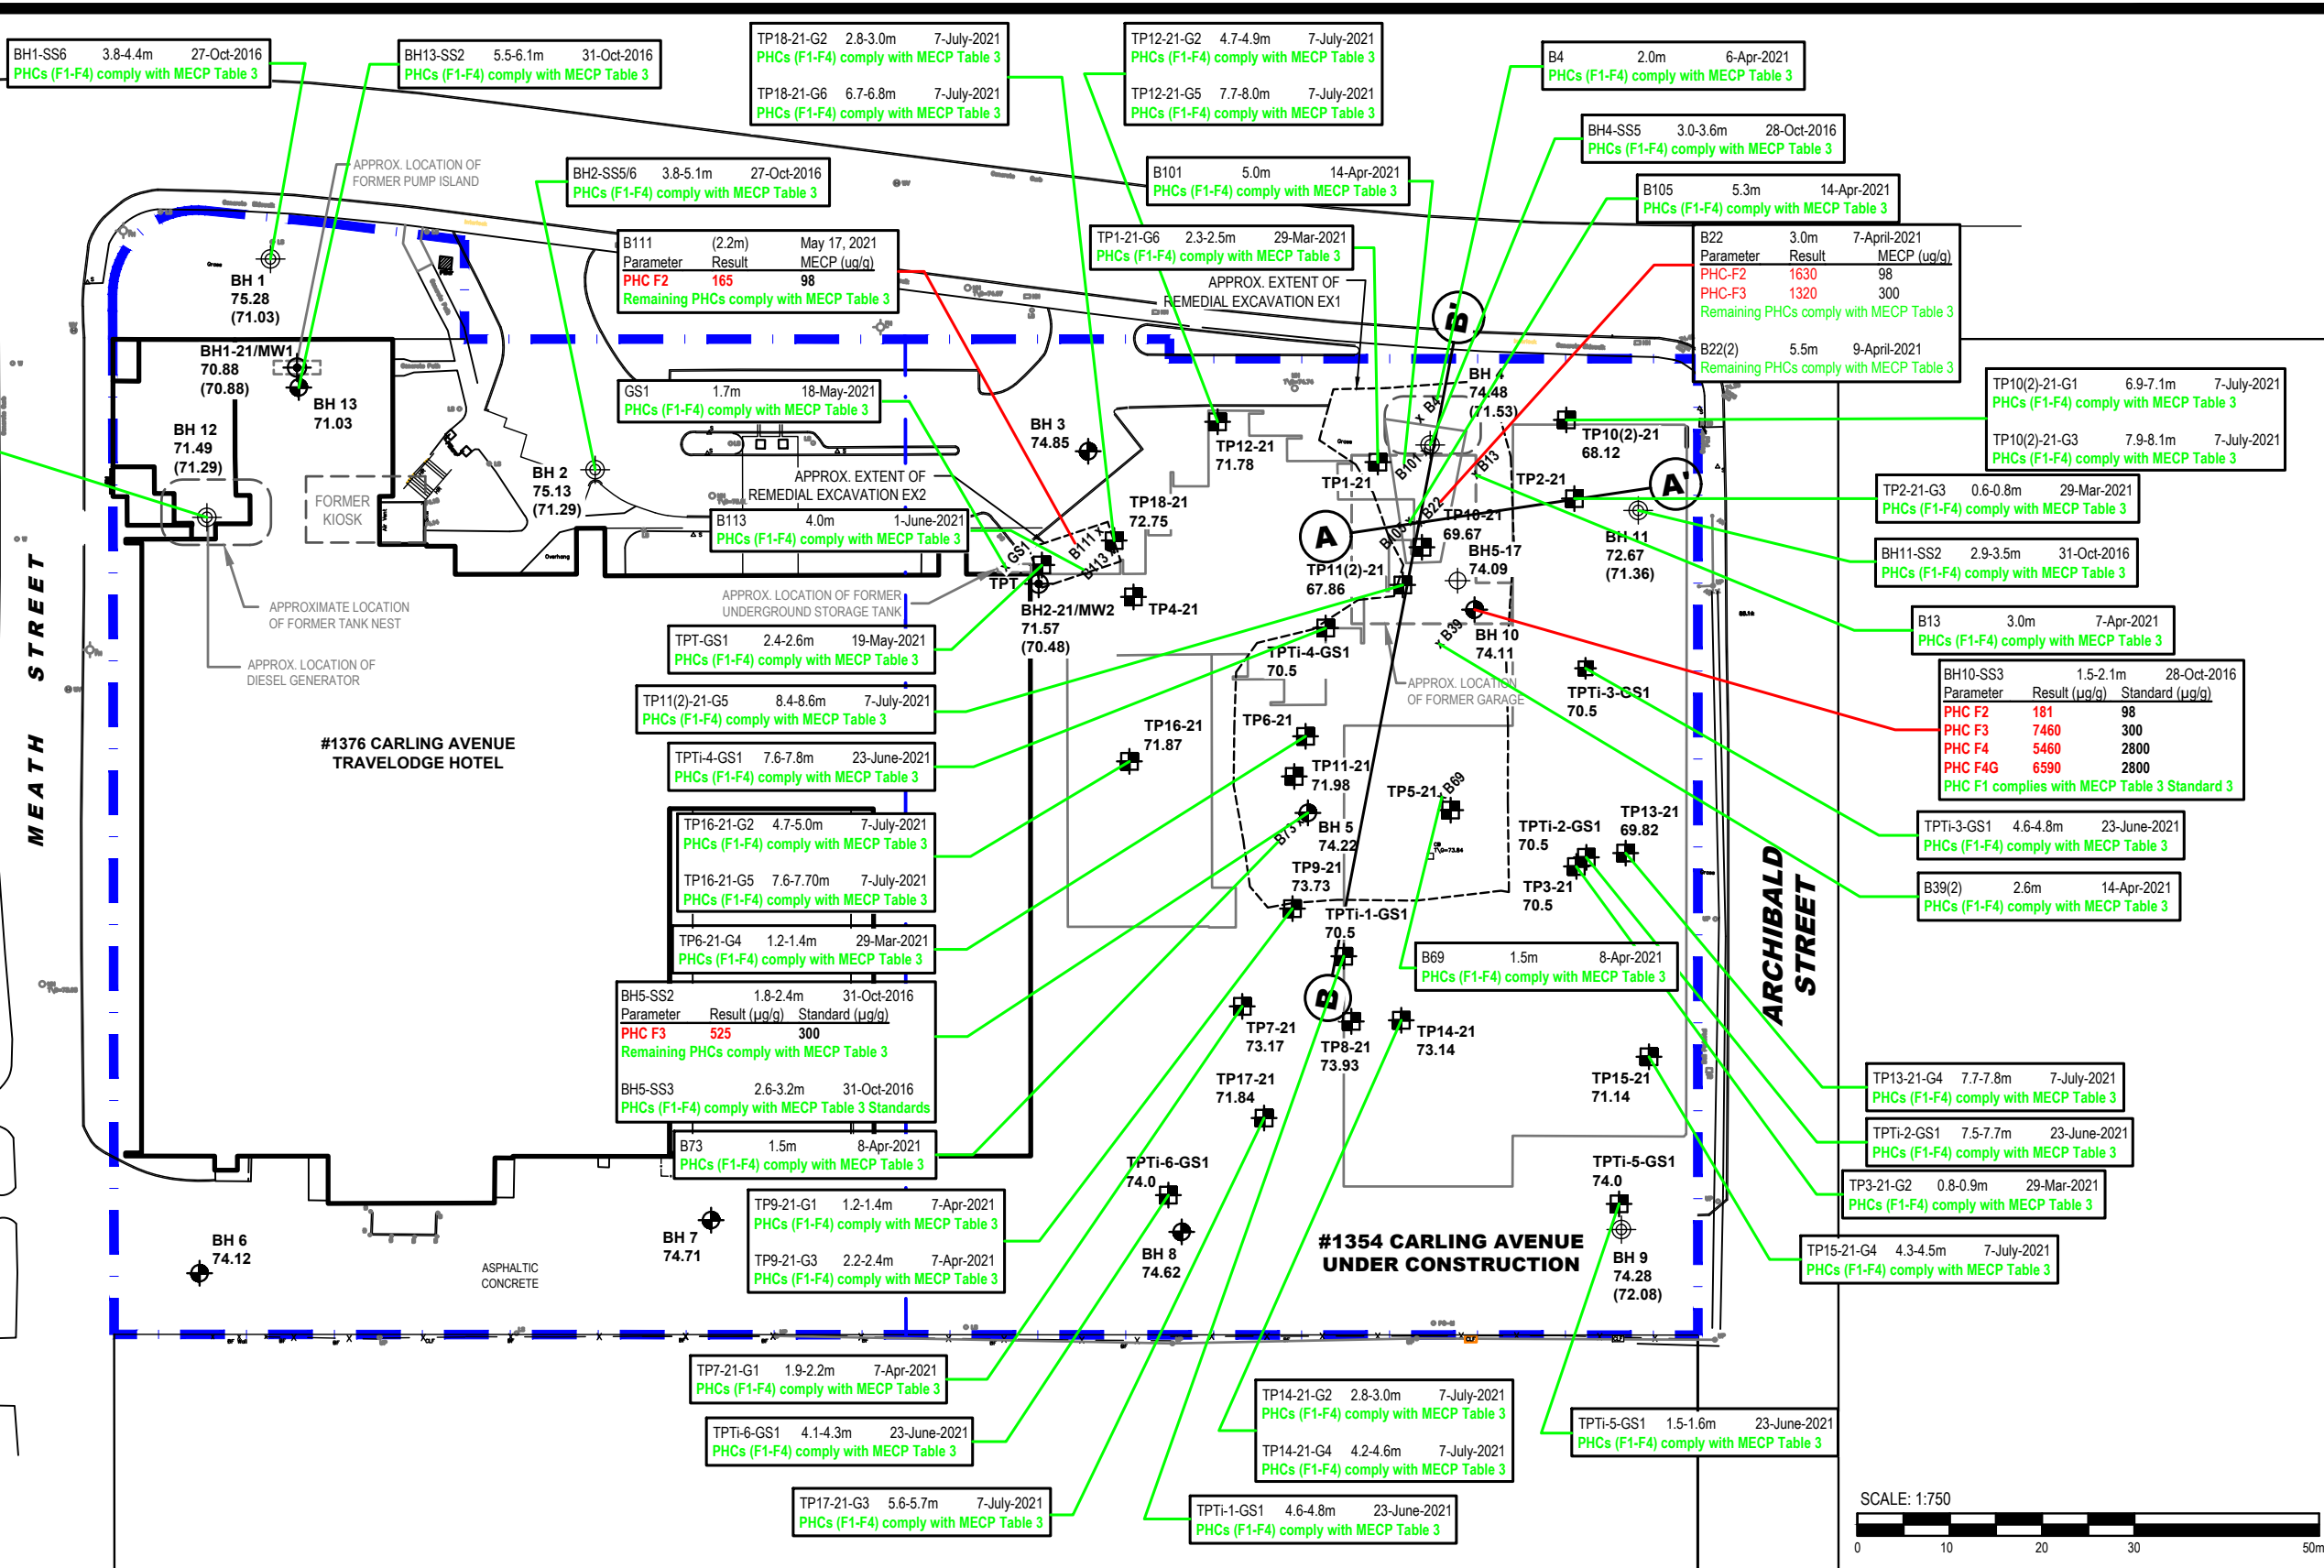 BH1-SS6 3.8-4.4m 27-Oct-2016
PHCs (F1-F4) comply with MECP Table 3
BH13-SS2 5.5-6.1m 31-Oct-2016
PHCs (F1-F4) comply with MECP Table 3
TP18-21-G2 2.8-3.0m 7-July-2021
PHCs (F1-F4) comply with MECP Table 3
TP18-21-G6 6.7-6.8m 7-July-2021
PHCs (F1-F4) comply with MECP Table 3
TP12-21-G2 4.7-4.9m 7-July-2021
PHCs (F1-F4) comply with MECP Table 3
TP12-21-G5 7.7-8.0m 7-July-2021
PHCs (F1-F4) comply with MECP Table 3
B4 2.0m 6-Apr-2021
PHCs (F1-F4) comply with MECP Table 3
BH4-SS5 3.0-3.6m 28-Oct-2016
PHCs (F1-F4) comply with MECP Table 3
APPROX. LOCATION OF
FORMER PUMP ISLAND
BH2-SS5/6 3.8-5.1m 27-Oct-2016
PHCs (F1-F4) comply with MECP Table 3
B101 5.0m 14-Apr-2021
PHCs (F1-F4) comply with MECP Table 3
B105 5.3m 14-Apr-2021
PHCs (F1-F4) comply with MECP Table 3
B111 (2.2m) May 17, 2021
Parameter Result MECP (ug/g)
PHC F2 165 98
Remaining PHCs comply with MECP Table 3
TP1-21-G6 2.3-2.5m 29-Mar-2021
PHCs (F1-F4) comply with MECP Table 3
B22 3.0m 7-April-2021
Parameter Result MECP (ug/g)
PHC-F2 1630 98
PHC-F3 1320 300
Remaining PHCs comply with MECP Table 3
B22(2) 5.5m 9-April-2021
Remaining PHCs comply with MECP Table 3
APPROX. EXTENT OF
REMEDIAL EXCAVATION EX1
B'
BH 1
75.28
(71.03)
BH1-21/MW1
70.88
(70.88)
BH 13
71.03
BH 12
71.49
(71.29)
FORMER
KIOSK
BH 2
75.13
(71.29)
GS1 1.7m 18-May-2021
PHCs (F1-F4) comply with MECP Table 3
BH 3
74.85
TP12-21
71.78
BH 4
74.48
(71.53)
B4
TP10(2)-21
68.12
TP10(2)-21-G1 6.9-7.1m 7-July-2021
PHCs (F1-F4) comply with MECP Table 3
TP10(2)-21-G3 7.9-8.1m 7-July-2021
PHCs (F1-F4) comply with MECP Table 3
APPROX. EXTENT OF
REMEDIAL EXCAVATION EX2
TP18-21
72.75
TP1-21
B101
B13
TP2-21
A'
TP2-21-G3 0.6-0.8m 29-Mar-2021
PHCs (F1-F4) comply with MECP Table 3
B113 4.0m 1-June-2021
PHCs (F1-F4) comply with MECP Table 3
GS1
B111
B113
TPT
A
B105
B22
TP10-21
69.67
BH5-17
74.09
BH 11
72.67
(71.36)
BH11-SS2 2.9-3.5m 31-Oct-2016
PHCs (F1-F4) comply with MECP Table 3
Overhang
APPROXIMATE LOCATION
OF FORMER TANK NEST
APPROX. LOCATION OF FORMER
UNDERGROUND STORAGE TANK
BH2-21/MW2
71.57
(70.48)
TP4-21
TP11(2)-21
67.86
B13 3.0m 7-Apr-2021
PHCs (F1-F4) comply with MECP Table 3
APPROX. LOCATION OF
DIESEL GENERATOR
TPT-GS1 2.4-2.6m 19-May-2021
PHCs (F1-F4) comply with MECP Table 3
TPTi-4-GS1
70.5
B39
BH 10
74.11
BH10-SS3 1.5-2.1m 28-Oct-2016
Parameter Result (µg/g) Standard (µg/g)
PHC F2 181 98
PHC F3 7460 300
PHC F4 5460 2800
PHC F4G 6590 2800
PHC F1 complies with MECP Table 3 Standard 3
TP11(2)-21-G5 8.4-8.6m 7-July-2021
PHCs (F1-F4) comply with MECP Table 3
APPROX. LOCATION
OF FORMER GARAGE
TPTi-3-GS1
70.5
MEATH STREET
#1376 CARLING AVENUE
TRAVELODGE HOTEL
TPTi-4-GS1 7.6-7.8m 23-June-2021
PHCs (F1-F4) comply with MECP Table 3
TP16-21
71.87
TP6-21
TP11-21
71.98
TP5-21
B69
TP16-21-G2 4.7-5.0m 7-July-2021
PHCs (F1-F4) comply with MECP Table 3
TP16-21-G5 7.6-7.70m 7-July-2021
PHCs (F1-F4) comply with MECP Table 3
B73
BH 5
74.22
TPTi-2-GS1
70.5
TP13-21
69.82
TPTi-3-GS1 4.6-4.8m 23-June-2021
PHCs (F1-F4) comply with MECP Table 3
TP9-21
73.73
TP3-21
70.5
B39(2) 2.6m 14-Apr-2021
PHCs (F1-F4) comply with MECP Table 3
TPTi-1-GS1
70.5
ARCHIBALD
STREET
TP6-21-G4 1.2-1.4m 29-Mar-2021
PHCs (F1-F4) comply with MECP Table 3
B69 1.5m 8-Apr-2021
PHCs (F1-F4) comply with MECP Table 3
BH5-SS2 1.8-2.4m 31-Oct-2016
Parameter Result (µg/g) Standard (µg/g)
PHC F3 525 300
Remaining PHCs comply with MECP Table 3
BH5-SS3 2.6-3.2m 31-Oct-2016
PHCs (F1-F4) comply with MECP Table 3 Standards
B
TP7-21
73.17
TP8-21
73.93
TP14-21
73.14
TP17-21
71.84
TP15-21
71.14
TP13-21-G4 7.7-7.8m 7-July-2021
PHCs (F1-F4) comply with MECP Table 3
B73 1.5m 8-Apr-2021
PHCs (F1-F4) comply with MECP Table 3
TPTi-2-GS1 7.5-7.7m 23-June-2021
PHCs (F1-F4) comply with MECP Table 3
TPTi-6-GS1
74.0
TPTi-5-GS1
74.0
TP3-21-G2 0.8-0.9m 29-Mar-2021
PHCs (F1-F4) comply with MECP Table 3
TP9-21-G1 1.2-1.4m 7-Apr-2021
PHCs (F1-F4) comply with MECP Table 3
TP9-21-G3 2.2-2.4m 7-Apr-2021
PHCs (F1-F4) comply with MECP Table 3
BH 6
74.12
ASPHALTIC
CONCRETE
BH 7
74.71
BH 8
74.62
#1354 CARLING AVENUE
UNDER CONSTRUCTION
BH 9
74.28
(72.08)
TP15-21-G4 4.3-4.5m 7-July-2021
PHCs (F1-F4) comply with MECP Table 3
TP7-21-G1 1.9-2.2m 7-Apr-2021
PHCs (F1-F4) comply with MECP Table 3
TP14-21-G2 2.8-3.0m 7-July-2021
PHCs (F1-F4) comply with MECP Table 3
TP14-21-G4 4.2-4.6m 7-July-2021
PHCs (F1-F4) comply with MECP Table 3
TPTi-5-GS1 1.5-1.6m 23-June-2021
PHCs (F1-F4) comply with MECP Table 3
TPTi-6-GS1 4.1-4.3m 23-June-2021
PHCs (F1-F4) comply with MECP Table 3
TP17-21-G3 5.6-5.7m 7-July-2021
PHCs (F1-F4) comply with MECP Table 3
TPTi-1-GS1 4.6-4.8m 23-June-2021
PHCs (F1-F4) comply with MECP Table 3
SCALE: 1:750
0 10 20 30 50m